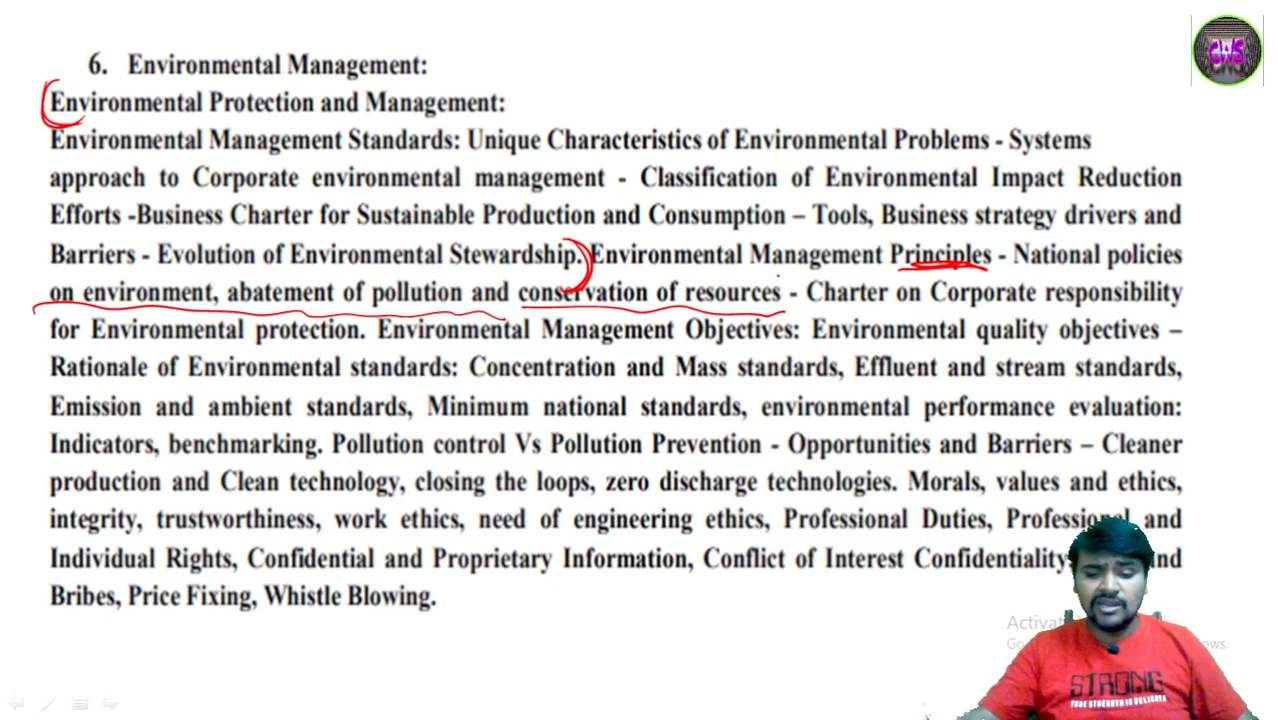 CWS
6. Environmental Management:
Environmental Protection and Management:
Environmental Management Standards: Unique Characteristics of Environmental Problems - Systems
approach to Corporate environmental management - Classification of Environmental Impact Reduction
Efforts -Business Charter for Sustainable Production and Consumption – Tools, Business strategy drivers and
Barriers - Evolution of Environmental Stewardship. Environmental Management Principles - National policies
on environment, abatement of pollution and conservation of resources - Charter on Corporate responsibility
for Environmental protection. Environmental Management Objectives: Environmental quality objectives –
Rationale of Environmental standards: Concentration and Mass standards, Effluent and stream standards,
Emission and ambient standards, Minimum national standards, environmental performance evaluation:
Indicators, benchmarking. Pollution control Vs Pollution Prevention - Opportunities and Barriers – Cleaner
production and Clean technology, closing the loops, zero discharge technologies. Morals, values and ethics,
integrity, trustworthiness, work ethics, need of engineering ethics, Professional Duties, Professional and
Individual Rights, Confidential and Proprietary Information, Conflict of Interest Confidentiality
Bribes, Price Fixing, Whistle Blowing.
STRONG
TRUE STRENGTH IS DELICATE